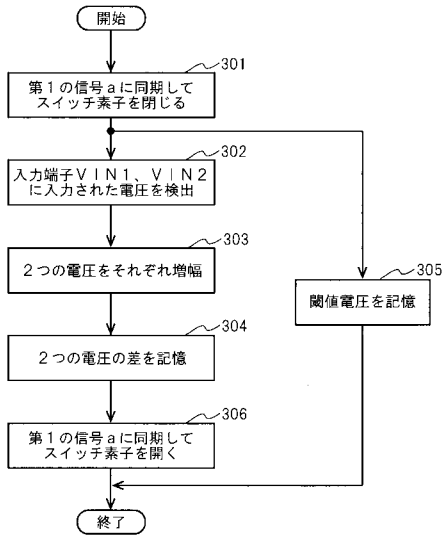 開始
301
第1の信号aに同期して
スイッチ素子を閉じる
302
入力端子VIN1、VIN2
に入力された電圧を検出
303
2つの電圧をそれぞれ増幅
305
閾値電圧を記憶
304
2つの電圧の差を記憶
306
第1の信号aに同期して
スイッチ素子を開く
終了